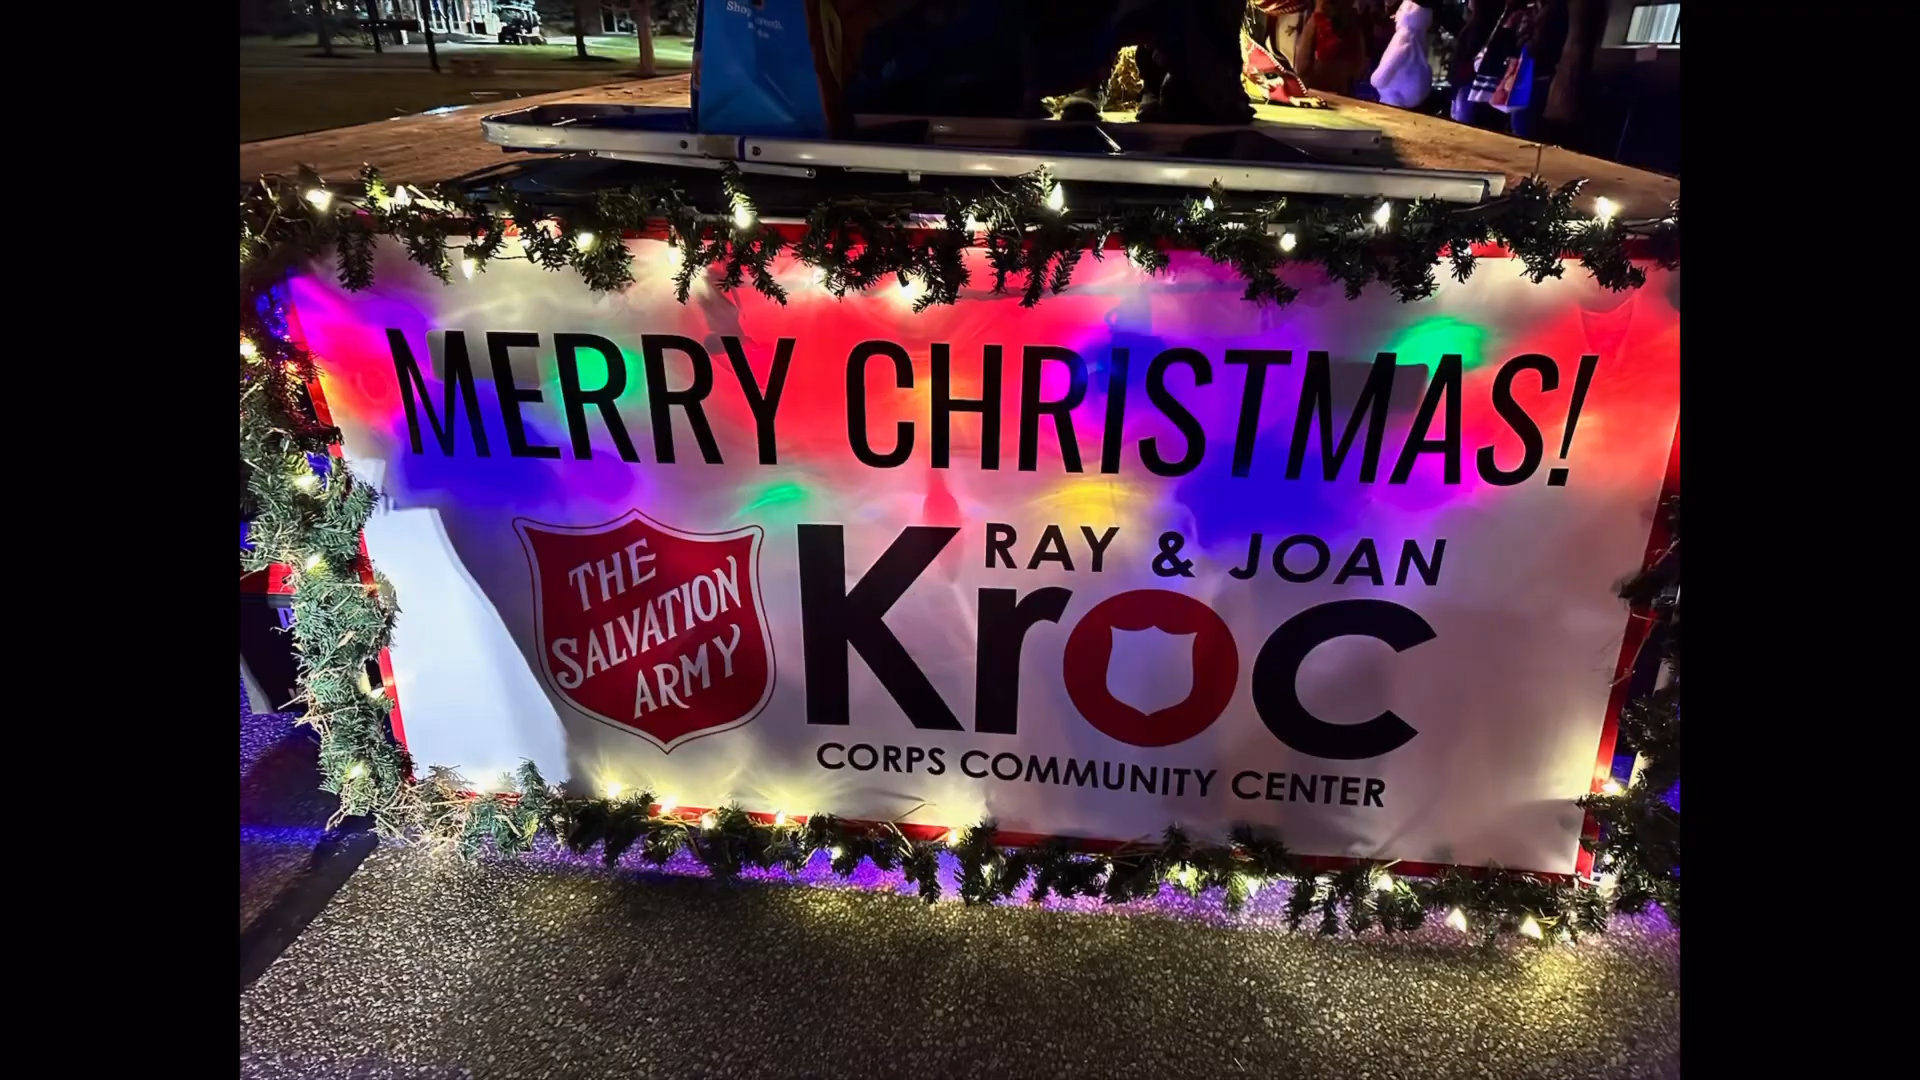 MERRY CHRISTMAS!
THE
SALVATION
ARMY
RAY & JOAN
Kroc
CORPS COMMUNITY CENTER